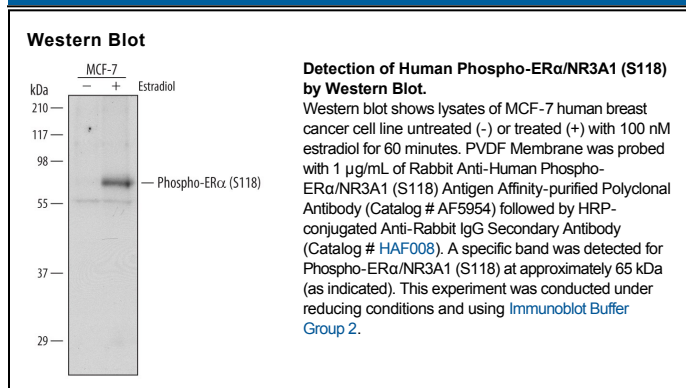 Western Blot
MCF-7
kDa
− + Estradiol
210
117
98
Phospho-ERα (S118)
55
37
29
Detection of Human Phospho-ERα/NR3A1 (S118)
by Western Blot.
Western blot shows lysates of MCF-7 human breast
cancer cell line untreated (-) or treated (+) with 100 nM
estradiol for 60 minutes. PVDF Membrane was probed
with 1 µg/mL of Rabbit Anti-Human Phospho-
ERα/NR3A1 (S118) Antigen Affinity-purified Polyclonal
Antibody (Catalog # AF5954) followed by HRP-
conjugated Anti-Rabbit IgG Secondary Antibody
(Catalog # HAF008). A specific band was detected for
Phospho-ERα/NR3A1 (S118) at approximately 65 kDa
(as indicated). This experiment was conducted under
reducing conditions and using Immunoblot Buffer
Group 2.